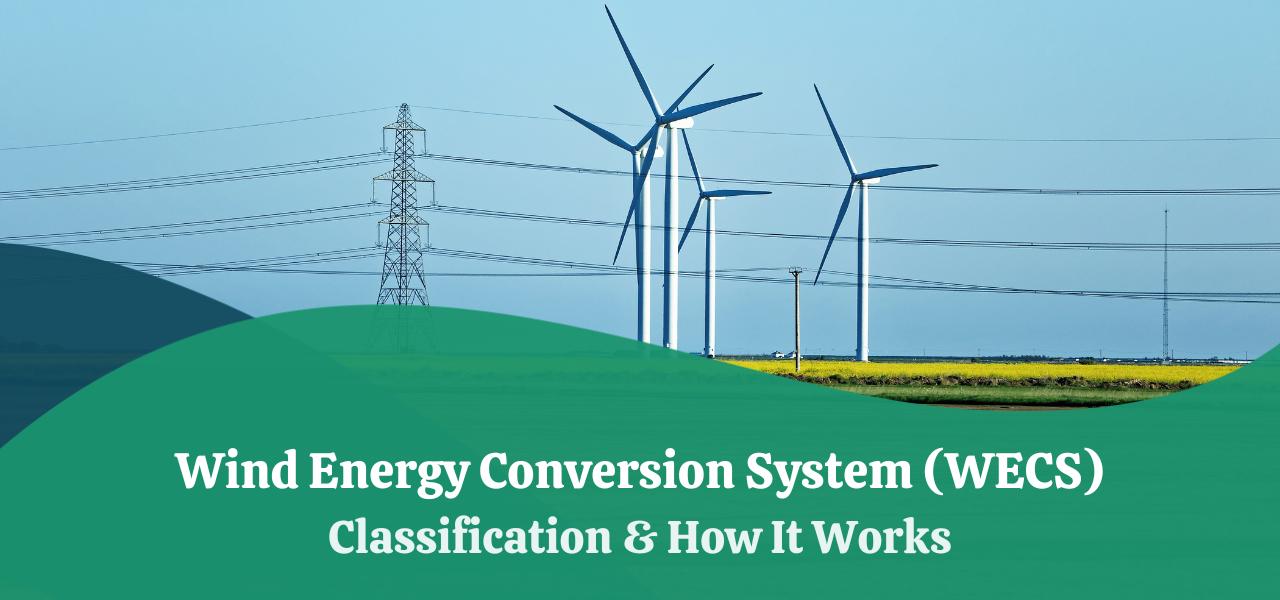 Wind Energy Conversion System (WECS)
Classification & How It Works